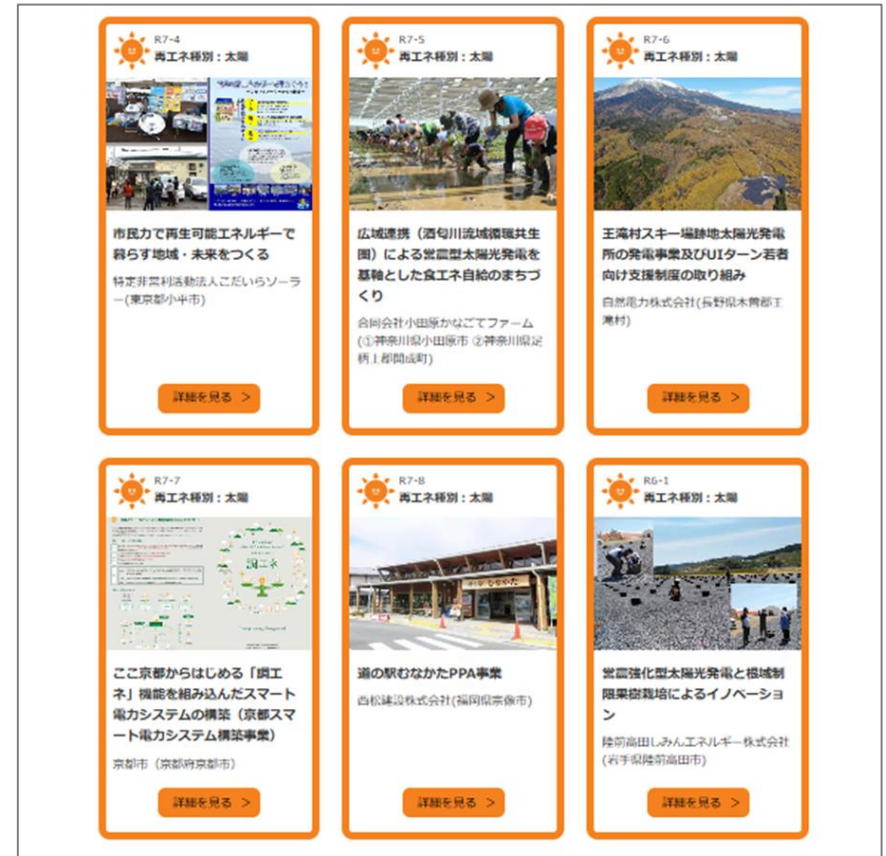 R7-4
再エネ種別：太陽
市民力で再生可能エネルギーで
暮らす地域・未来をつくる
特定非営利活動法人こだいらソーラ
ー(東京都小平市)
詳細を見る ＞
R7-5
再エネ種別：太陽
広域連携（酒匂川流域循環共生
圏）による営農型太陽光発電を
基軸とした食エネ自給のまちづ
くり
合同会社小田原かなごてファーム
(①神奈川県小田原市 ②神奈川県足
柄上郡開成町)
詳細を見る ＞
R7-6
再エネ種別：太陽
王滝村スキー場跡地太陽光発電
所の発電事業及びUIターン若者
向け支援制度の取り組み
自然電力株式会社(長野県木曽郡王
滝村)
詳細を見る ＞
R7-7
再エネ種別：太陽
調エネ
ここ京都からはじめる「調エ
ネ」機能を組み込んだスマート
電力システムの構築（京都スマ
ート電力システム構築事業）
京都市（京都府京都市）
詳細を見る ＞
R7-8
再エネ種別：太陽
むなかた
道の駅むなかたPPA事業
西松建設株式会社(福岡県宗像市)
詳細を見る ＞
R6-1
再エネ種別：太陽
営農強化型太陽光発電と根域制
限果樹栽培によるイノベーショ
ン
陸前高田しみんエネルギー株式会社
(岩手県陸前高田市)
詳細を見る ＞